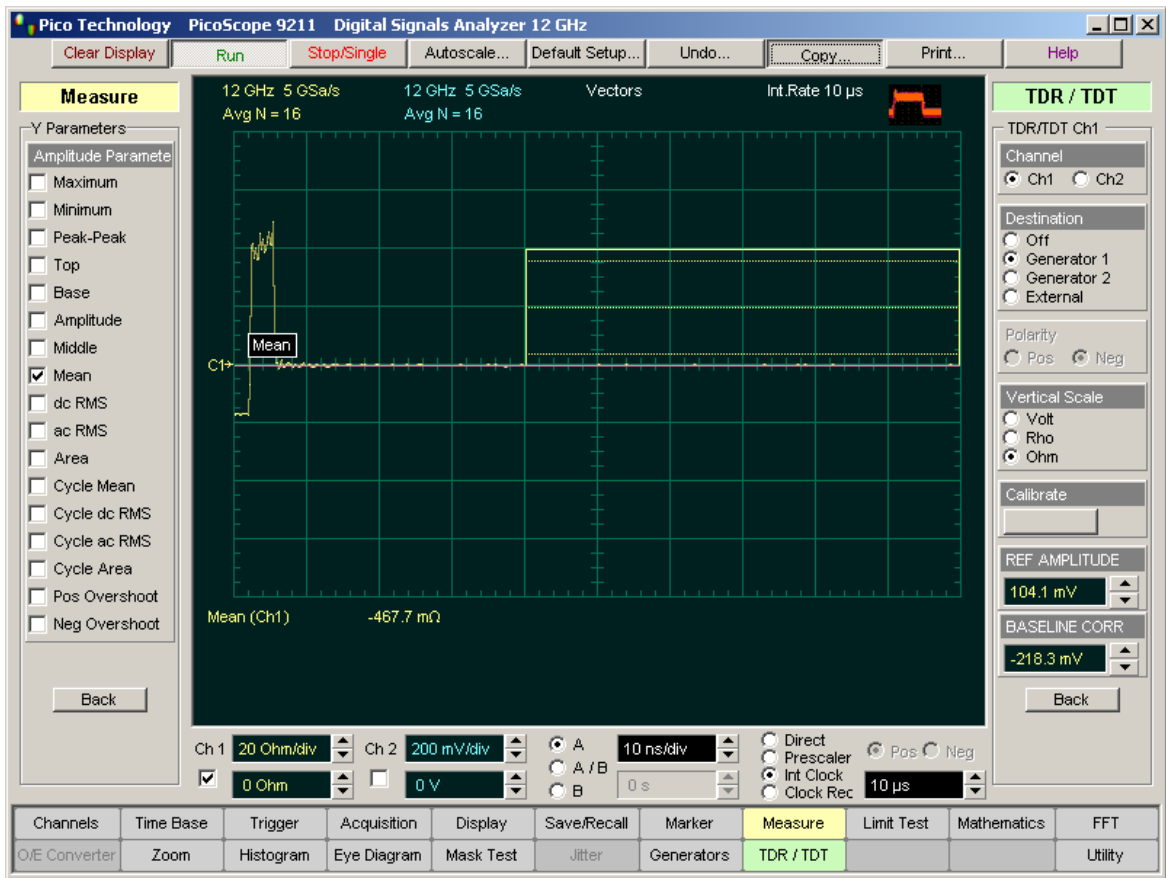 Pico Technology PicoScope 9211 Digital Signals Analyzer 12 GHz
Clear Display Run Stop/Single Autoscale... Default Setup... Undo... Copy... Print... Help
Measure
Y Parameters
Amplitude Paramete
Maximum
Minimum
Peak-Peak
Top
Base
Amplitude
Middle
Mean
dc RMS
ac RMS
Area
Cycle Mean
Cycle dc RMS
Cycle ac RMS
Cycle Area
Pos Overshoot
Neg Overshoot
Back
12 GHz 5 GSa/s 12 GHz 5 GSa/s Vectors Int.Rate 10 µs
Avg N = 16 Avg N = 16
Mean
C1
Mean (Ch1) -467.7 mΩ
TDR / TDT
TDR/TDT Ch1
Channel
Ch1 Ch2
Destination
Off
Generator 1
Generator 2
External
Polarity
Pos Neg
Vertical Scale
Volt
Rho
Ohm
Calibrate
REF AMPLITUDE
104.1 mV
BASELINE CORR
-218.3 mV
Back
Ch 1 20 Ohm/div Ch 2 200 mV/div A 10 ns/div Direct
A / B Prescaler Pos Neg
0 Ohm 0 V B 0 s Int Clock 10 µs
Clock Rec
Channels Time Base Trigger Acquisition Display Save/Recall Marker Measure Limit Test Mathematics FFT
O/E Converter Zoom Histogram Eye Diagram Mask Test Jitter Generators TDR / TDT Utility